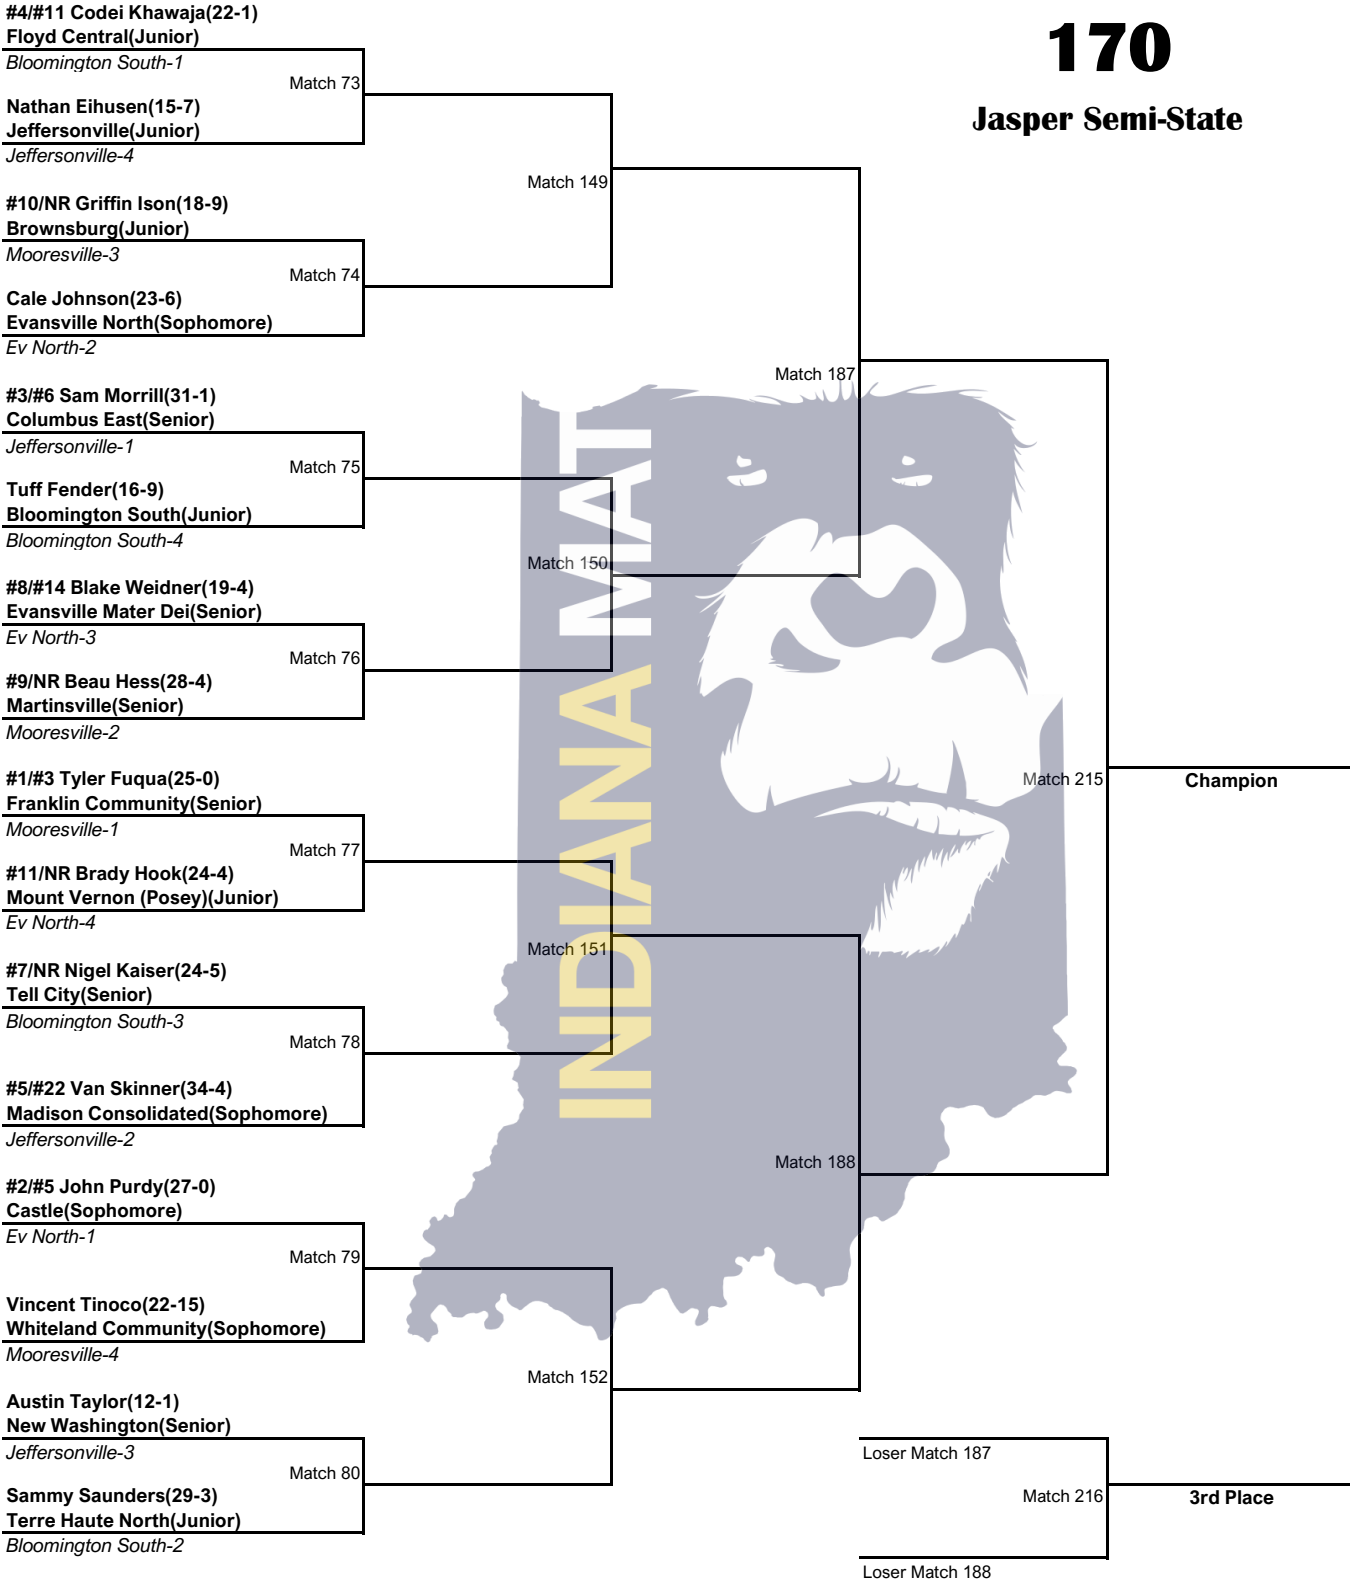 170
Jasper Semi-State
#4/#11 Codei Khawaja(22-1)
Floyd Central(Junior)
Bloomington South-1
Match 73
Nathan Eihusen(15-7)
Jeffersonville(Junior)
Jeffersonville-4
Match 149
#10/NR Griffin Ison(18-9)
Brownsburg(Junior)
Mooresville-3
Match 74
Cale Johnson(23-6)
Evansville North(Sophomore)
Ev North-2
Match 187
#3/#6 Sam Morrill(31-1)
Columbus East(Senior)
Jeffersonville-1
Match 75
Tuff Fender(16-9)
Bloomington South(Junior)
Bloomington South-4
Match 150
#8/#14 Blake Weidner(19-4)
Evansville Mater Dei(Senior)
Ev North-3
Match 76
#9/NR Beau Hess(28-4)
Martinsville(Senior)
Mooresville-2
#1/#3 Tyler Fuqua(25-0)
Franklin Community(Senior)
Mooresville-1
Match 215
Champion
Match 77
#11/NR Brady Hook(24-4)
Mount Vernon (Posey)(Junior)
Ev North-4
Match 151
#7/NR Nigel Kaiser(24-5)
Tell City(Senior)
Bloomington South-3
Match 78
#5/#22 Van Skinner(34-4)
Madison Consolidated(Sophomore)
Jeffersonville-2
Match 188
#2/#5 John Purdy(27-0)
Castle(Sophomore)
Ev North-1
Match 79
Vincent Tinoco(22-15)
Whiteland Community(Sophomore)
Mooresville-4
Match 152
Austin Taylor(12-1)
New Washington(Senior)
Jeffersonville-3
Match 80
Sammy Saunders(29-3)
Terre Haute North(Junior)
Bloomington South-2
Loser Match 187
Match 216
3rd Place
Loser Match 188
INDIANA MAT